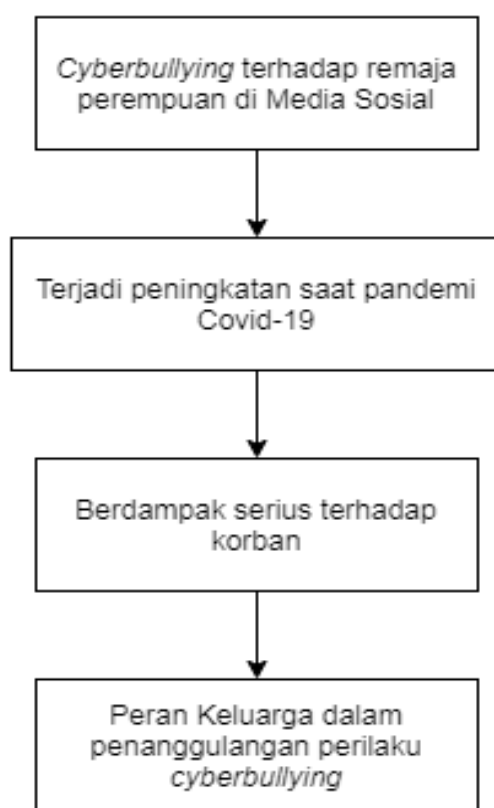 Cyberbullying terhadap remaja
perempuan di Media Sosial
Terjadi peningkatan saat pandemi
Covid-19
Berdampak serius terhadap
korban
Peran Keluarga dalam
penanggulangan perilaku
cyberbullying